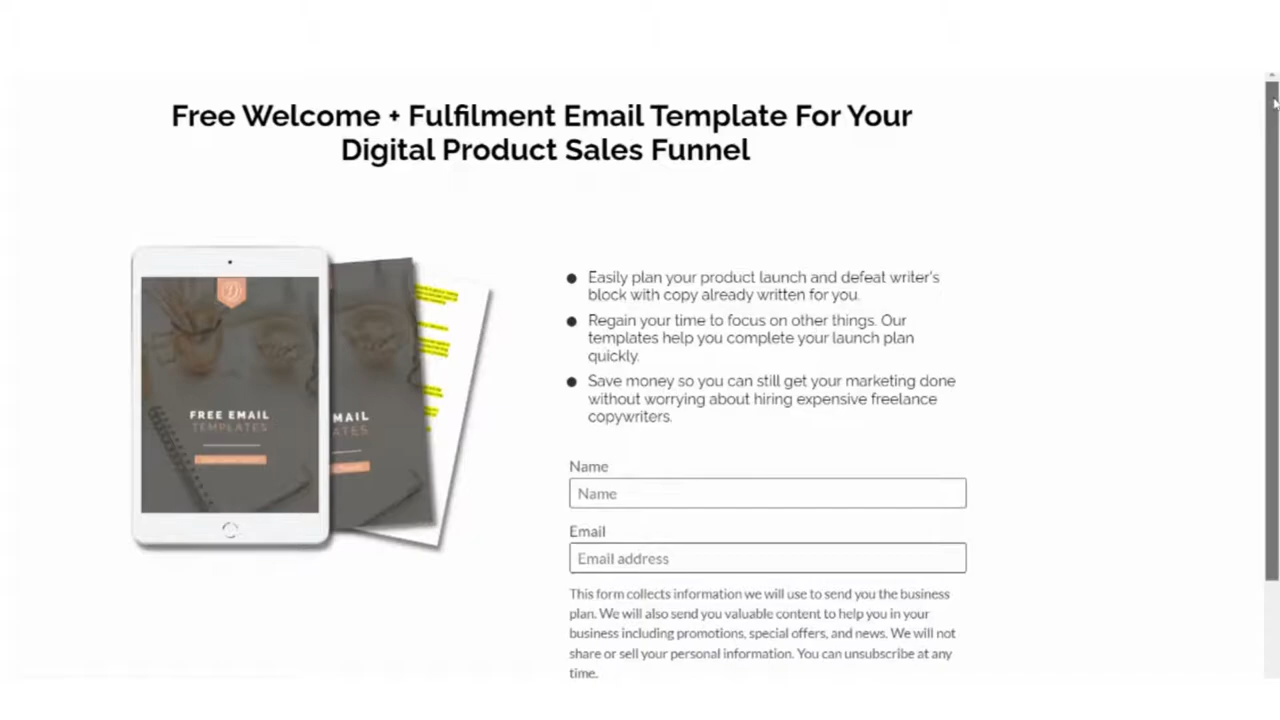 Free Welcome + Fulfilment Email Template For Your
Digital Product Sales Funnel
FREE EMAIL
TEMPLATES
MAIL
ATES
Easily plan your product launch and defeat writer's
block with copy already written for you.
Regain your time to focus on other things. Our
templates help you complete your launch plan
quickly.
Save money so you can still get your marketing done
without worrying about hiring expensive freelance
copywriters.
Name
Name
Email
Email address
This form collects information we will use to send you the business
plan. We will also send you valuable content to help you in your
business including promotions, special offers, and news. We will not
share or sell your personal information. You can unsubscribe at any
time.